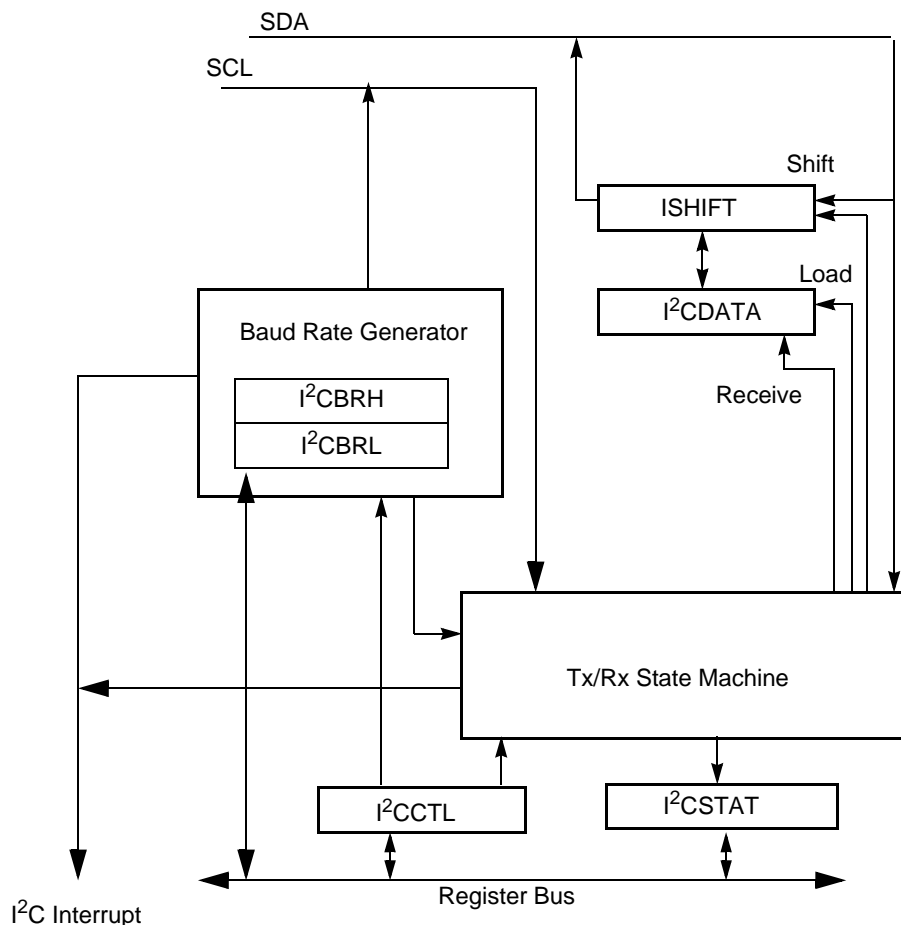 SDA
SCL
Shift
ISHIFT
Load
I²CDATA
Baud Rate Generator
Receive
I²CBRH
I²CBRL
Tx/Rx State Machine
I²CCTL
I²CSTAT
Register Bus
I²C Interrupt